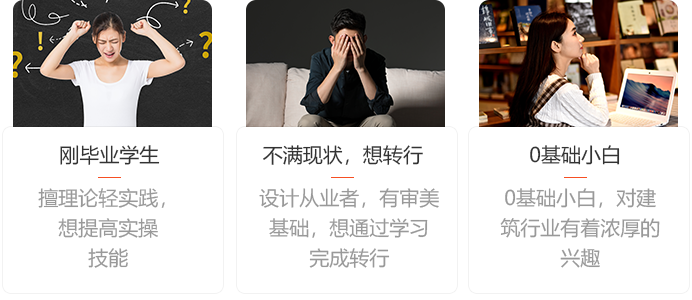 刚毕业学生
擅理论轻实践，
想提高实操
技能
不满现状，想转行
设计从业者，有审美
基础，想通过学习
完成转行
0基础小白
0基础小白，对建
筑行业有着浓厚的
兴趣